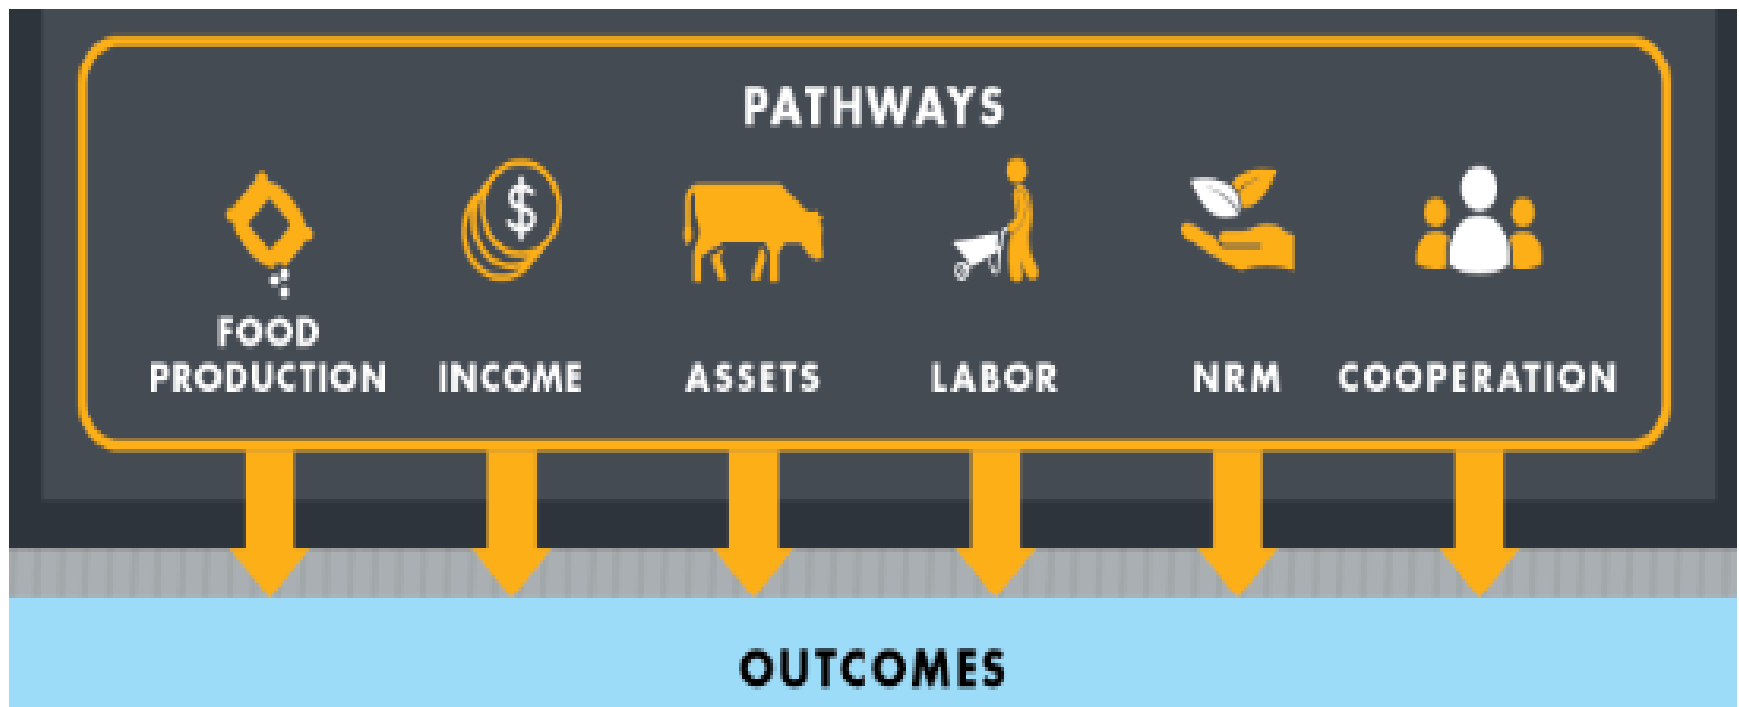 PATHWAYS
$
FOOD
PRODUCTION
INCOME
ASSETS
LABOR
NRM
COOPERATION
OUTCOMES